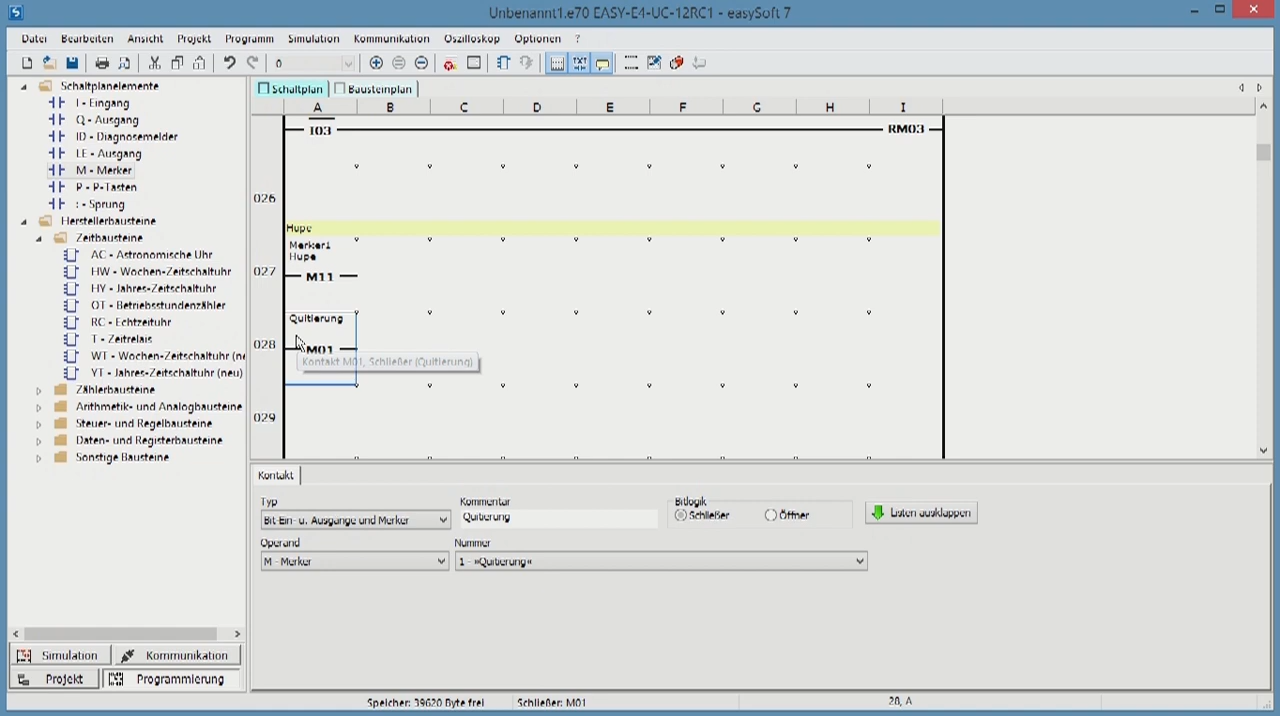 Unbenannt1.e70 EASY-E4-UC-12RC1 - easySoft 7
Datei Bearbeiten Ansicht Projekt Programm Simulation Kommunikation Oszilloskop Optionen ?
0
Schaltplanelemente
I - Eingang
Q - Ausgang
ID - Diagnosemelder
LE - Ausgang
M - Merker
P - P-Tasten
: - Sprung
Herstellerbausteine
Zeitbausteine
AC - Astronomische Uhr
HW - Wochen-Zeitschaltuhr
HY - Jahres-Zeitschaltuhr
OT - Betriebsstundenzähler
RC - Echtzeituhr
T - Zeitrelais
WT - Wochen-Zeitschaltuhr (ne
YT - Jahres-Zeitschaltuhr (neu)
Zählerbausteine
Arithmetik- und Analogbausteine
Steuer- und Regelbausteine
Daten- und Registerbausteine
Sonstige Bausteine
Simulation Kommunikation
Projekt Programmierung
Schaltplan Bausteinplan
A B C D E F G H I
I03 RM03
026
Hupe
Merker1
Hupe
027 M11
Quitierung
028 M01
Kontakt M01, Schließer (Quitierung)
029
Kontakt
Typ Kommentar Bitlogik
Bit-Ein- u. Ausgänge und Merker Quitierung Schließer Öffner Listen ausklappen
Operand Nummer
M - Merker 1 - »Quitierung«
Speicher: 39620 Byte frei Schließer: M01 28, A